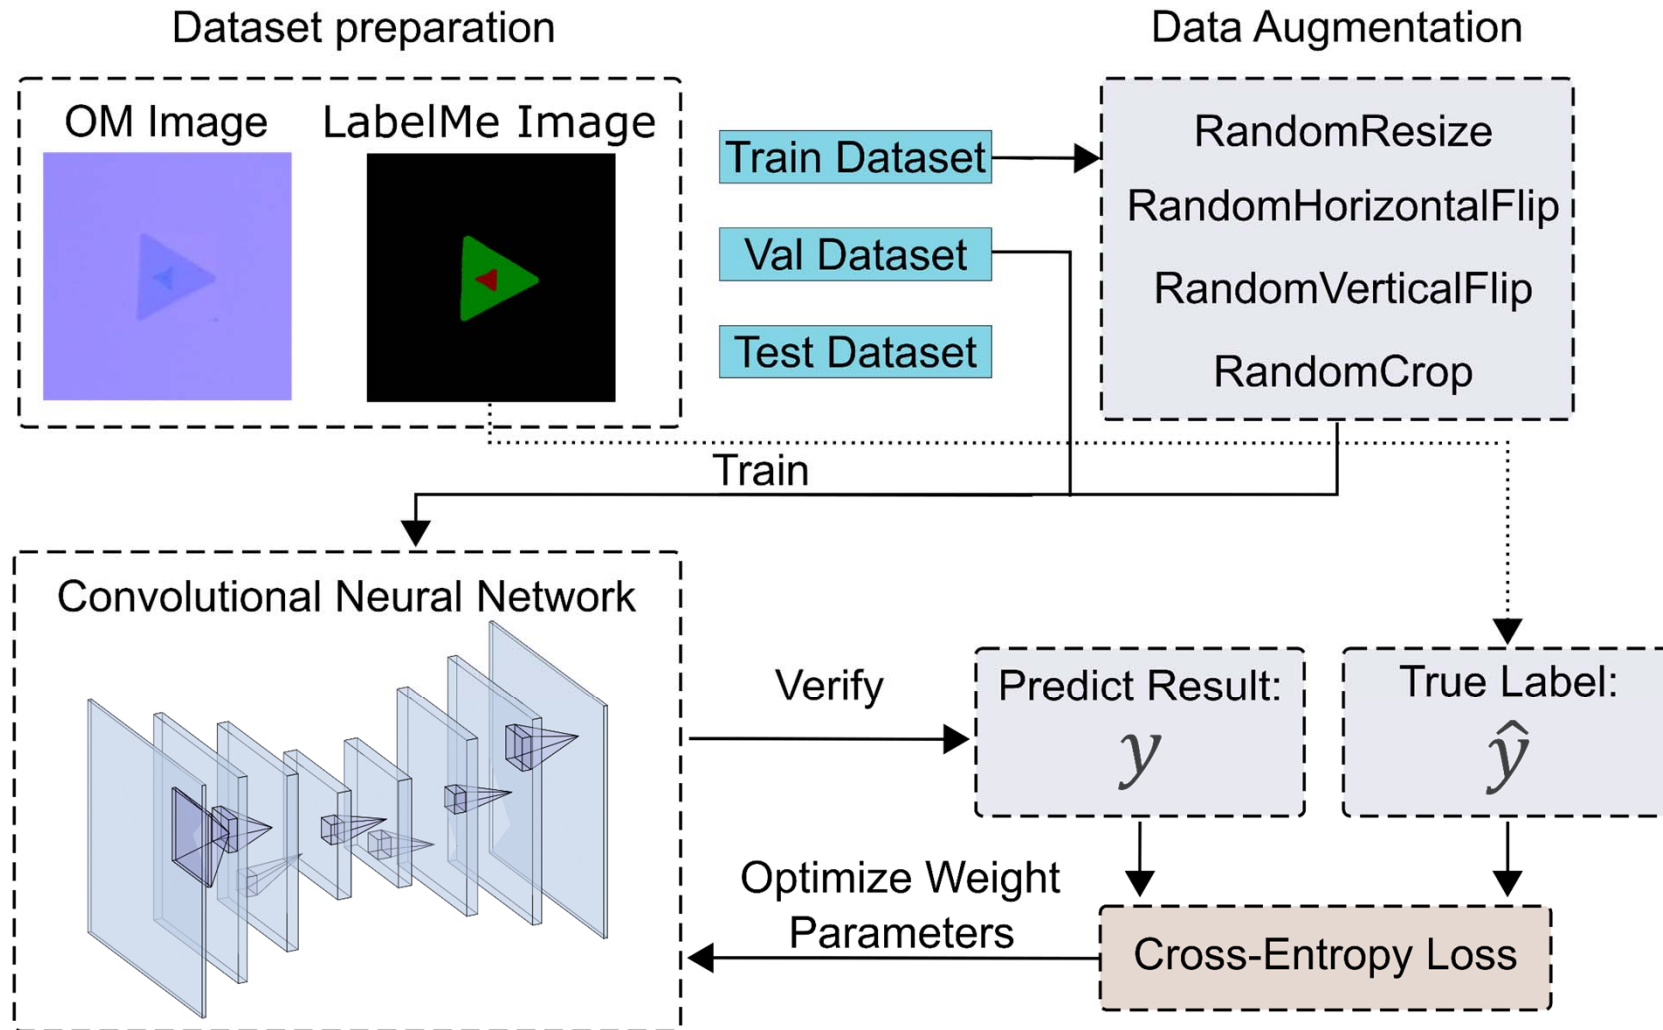 Dataset preparation
OM Image
LabelMe Image
Train Dataset
Val Dataset
Test Dataset
Data Augmentation
RandomResize
RandomHorizontalFlip
RandomVerticalFlip
RandomCrop
Train
Convolutional Neural Network
Verify
Predict Result:
y
True Label:
ŷ
Optimize Weight
Parameters
Cross-Entropy Loss